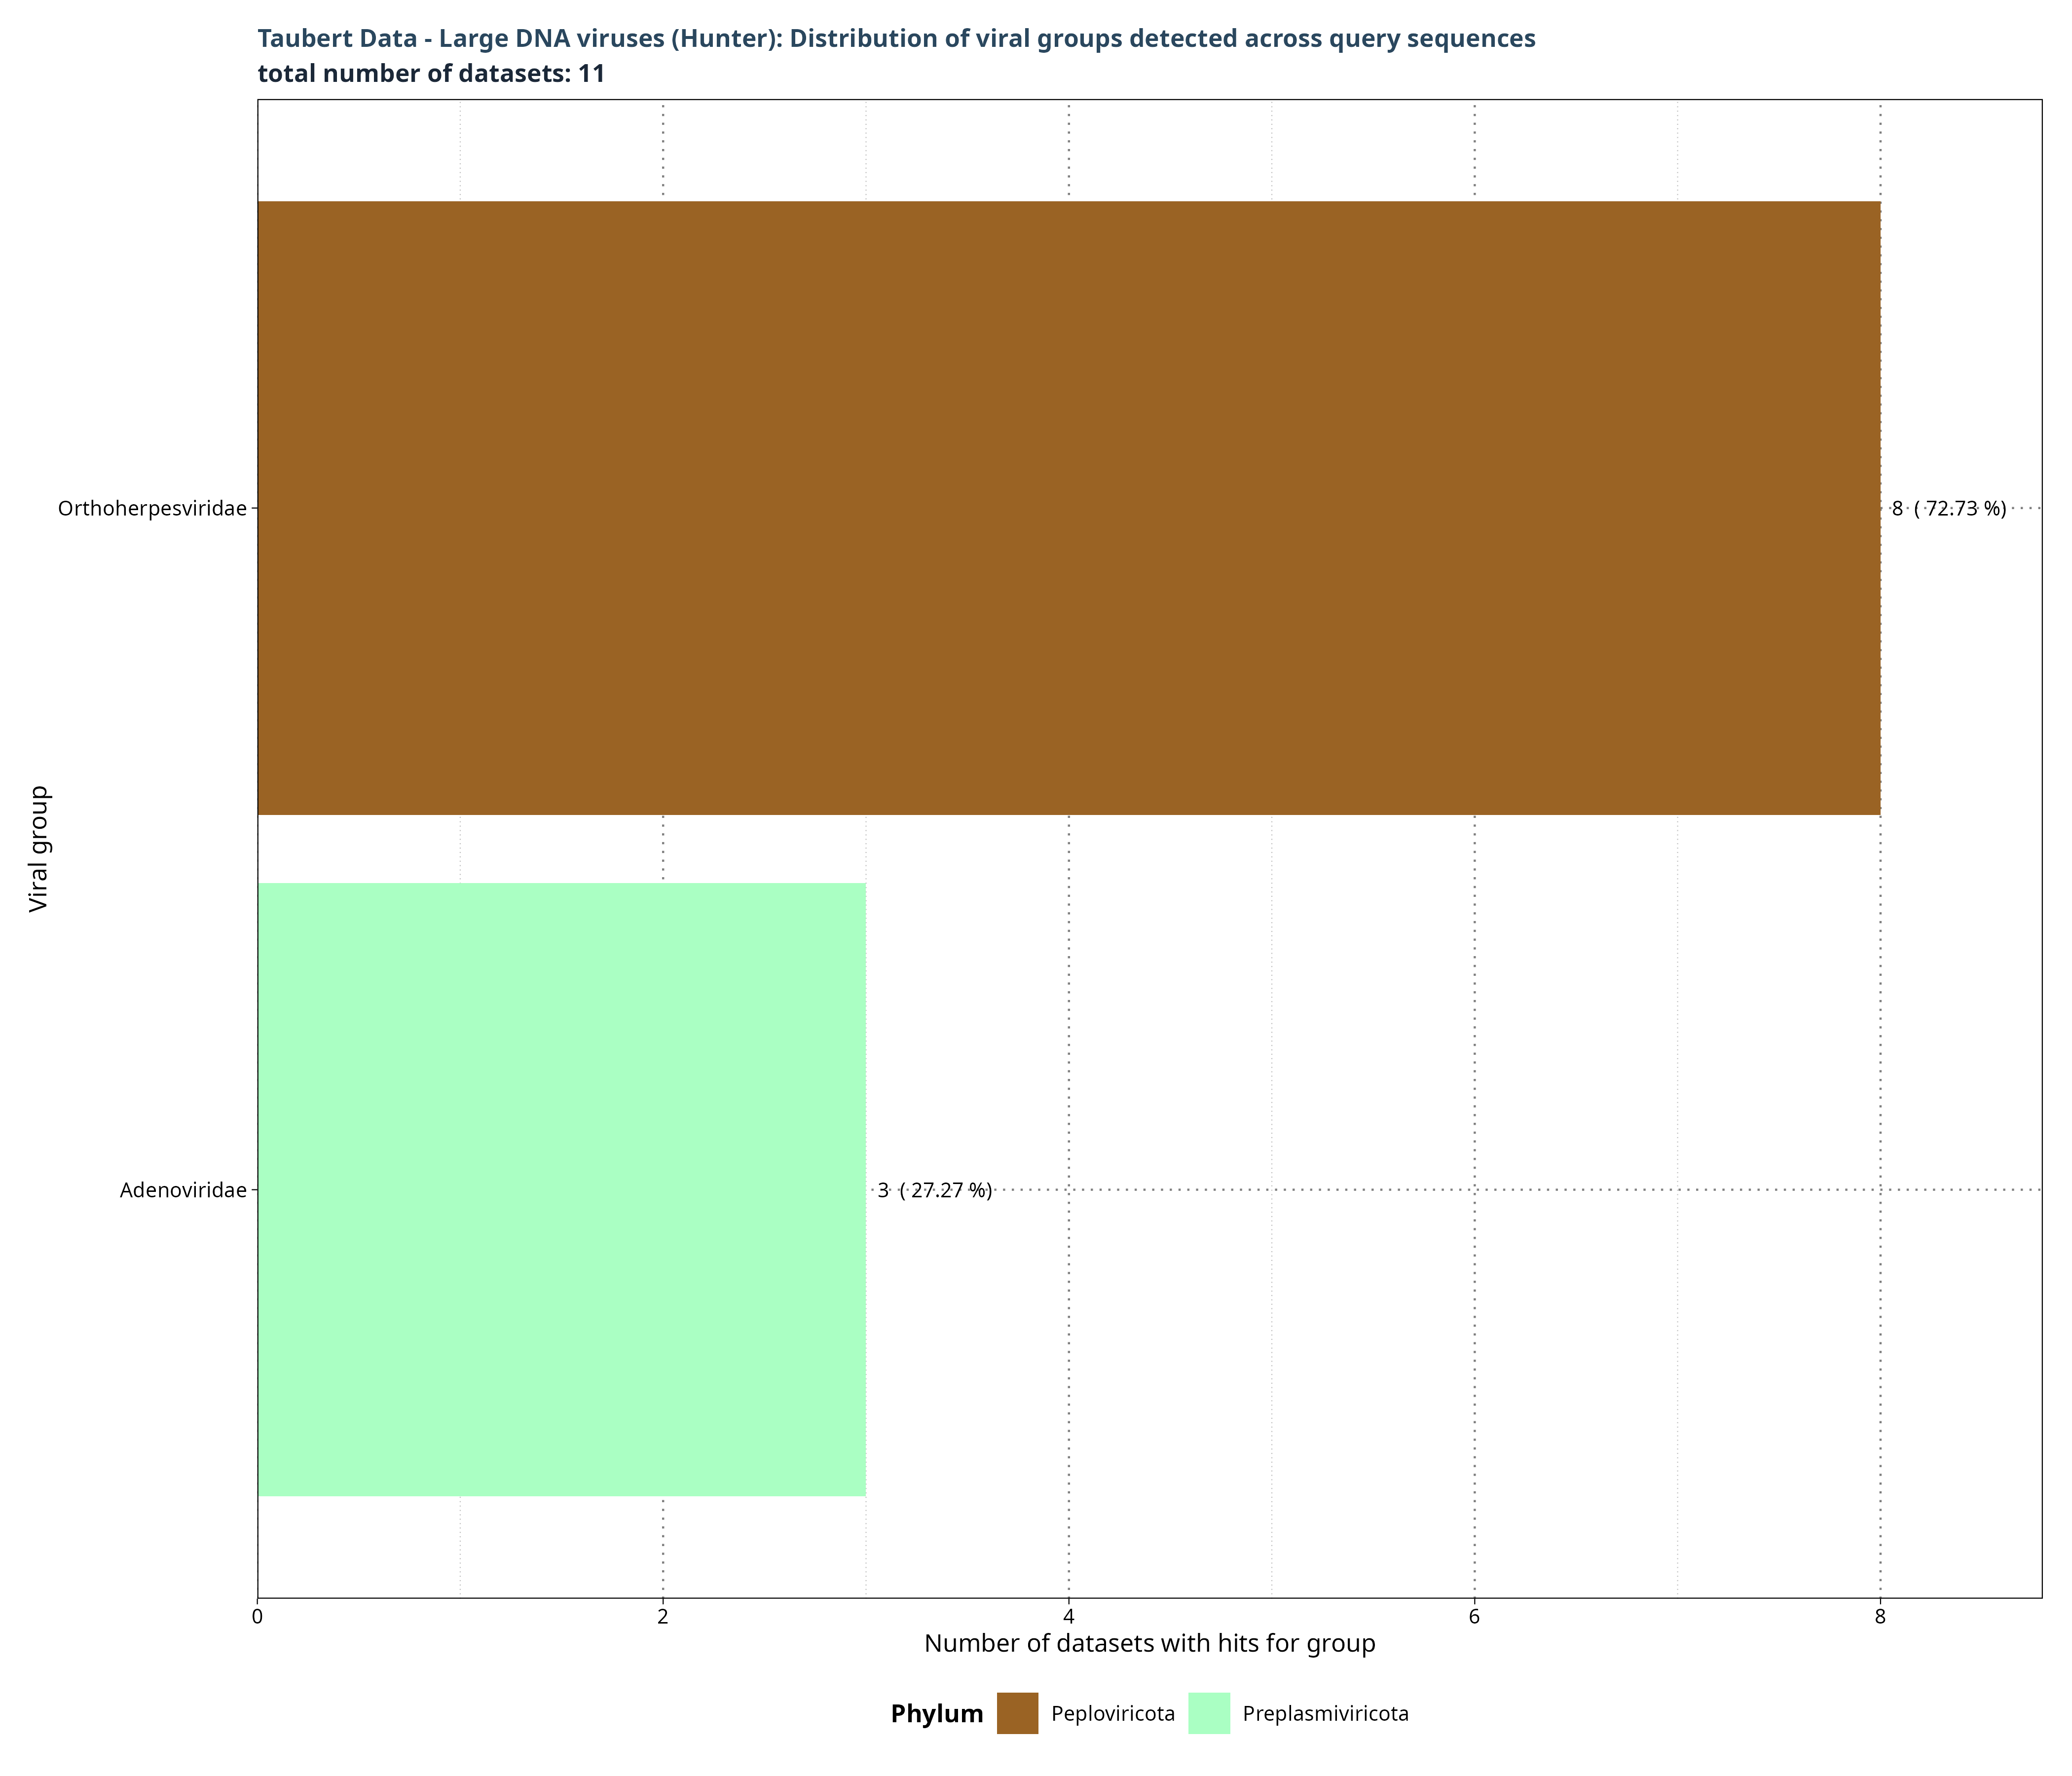 Taubert Data - Large DNA viruses (Hunter): Distribution of viral groups detected across query sequences
total number of datasets: 11
Viral group
Orthoherpesviridae
8 ( 72.73 %)
Adenoviridae
3 ( 27.27 %)
0 2 4 6 8
Number of datasets with hits for group
Phylum Peploviricota Preplasmiviricota